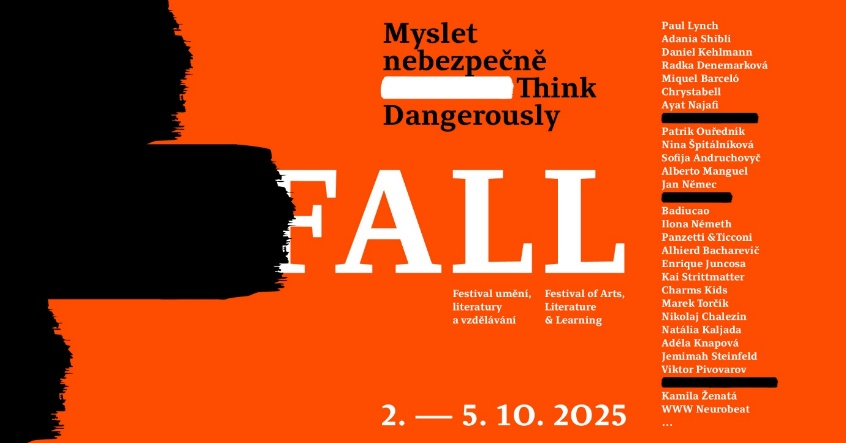 Myslet
nebezpečně
Think
Dangerously
FALL
Festival umění,
literatury
a vzdělávání
Festival of Arts,
Literature
& Learning
2. — 5. 10. 2025
Paul Lynch
Adania Shibli
Daniel Kehlmann
Radka Denemarková
Miquel Barceló
Chrystabell
Ayat Najafi
Patrik Ouředník
Nina Špitálníková
Sofija Andruchovyč
Alberto Manguel
Jan Němec
Badiucao
Ilona Németh
Panzetti &Ticconi
Alhierd Bacharevič
Enrique Juncosa
Kai Strittmatter
Charms Kids
Marek Torčík
Nikolaj Chalezin
Natália Kaljada
Adéla Knapová
Jemimah Steinfeld
Viktor Pivovarov
Kamila Ženatá
WWW Neurobeat
...